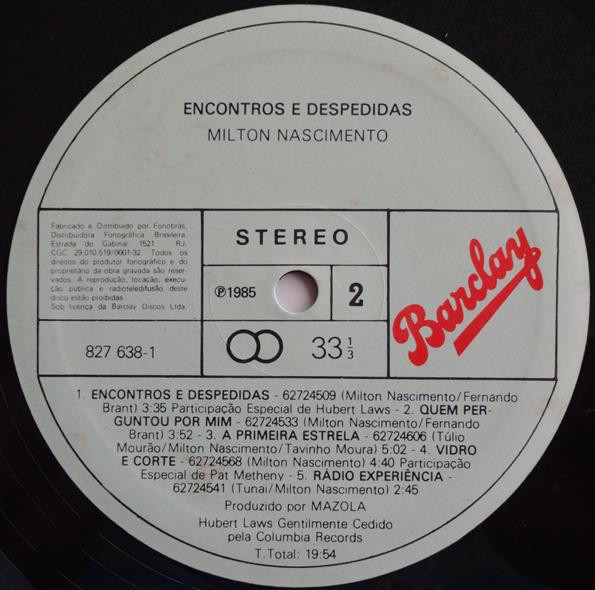 ENCONTROS E DESPEDIDAS
MILTON NASCIMENTO
Fabricado e Distribuído por Fonobrás,
Distribuidora Fonográfica Brasileira.
Estrada do Gabinal, 1521 - RJ.
CGC 29.010.519/0001-32. Todos os
direitos do produtor fonográfico e do
proprietário da obra gravada são reser-
vados. A reprodução, locação, execu-
ção pública e radioteledifusão deste
disco estão proibidas.
Sob licença da Barclay Discos Ltda.
STEREO
℗1985
2
Barclay
827 638-1
33 1/3
1. ENCONTROS E DESPEDIDAS - 62724509 (Milton Nascimento/Fernando
Brant) 3:35 Participação Especial de Hubert Laws - 2. QUEM PER-
GUNTOU POR MIM - 62724533 (Milton Nascimento/Fernando
Brant) 3:52 - 3. A PRIMEIRA ESTRELA - 62724606 (Túlio
Mourão/Milton Nascimento/Tavinho Moura) 5:02 - 4. VIDRO
E CORTE - 62724568 (Milton Nascimento) 4:40 Participação
Especial de Pat Metheny - 5. RÁDIO EXPERIÊNCIA -
62724541 (Tunai/Milton Nascimento) 2:45
Produzido por MAZOLA
Hubert Laws Gentilmente Cedido
pela Columbia Records
T. Total: 19:54